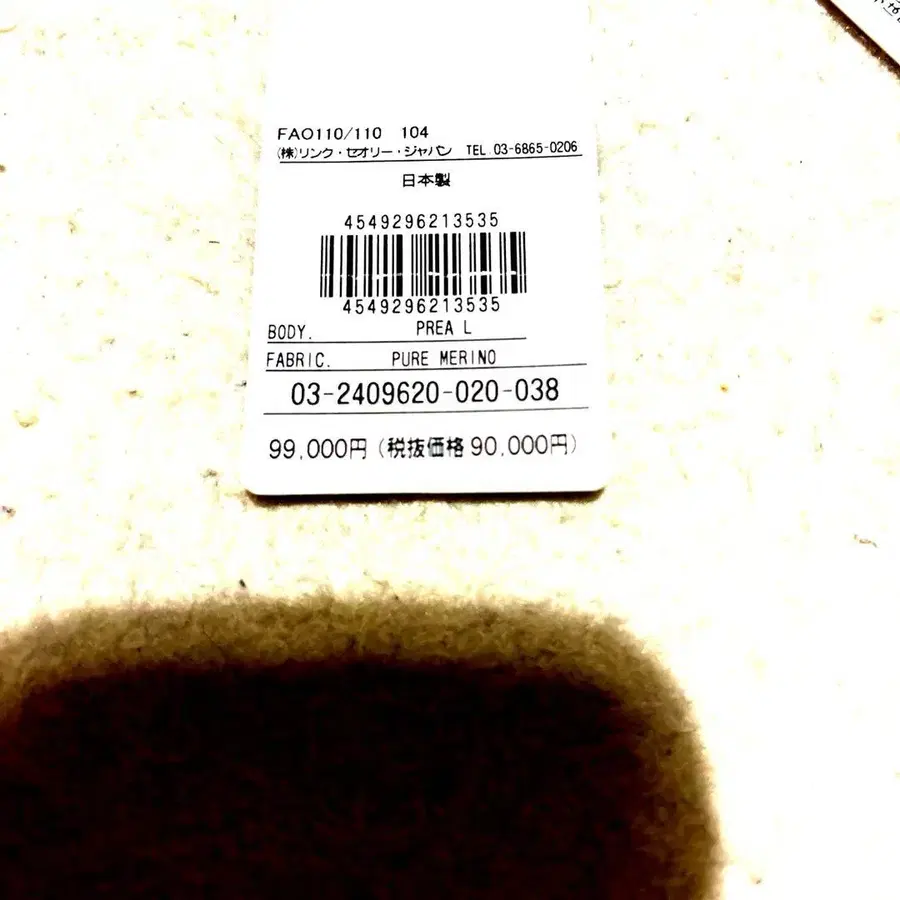 FAO110/110 104
(株)リンク・セオリー・ジャパン TEL.03-6865-0206
日本製
4549296213535
4549296213535
BODY. PREA L
FABRIC. PURE MERINO
03-2409620-020-038
99,000円(税抜価格 90,000円)